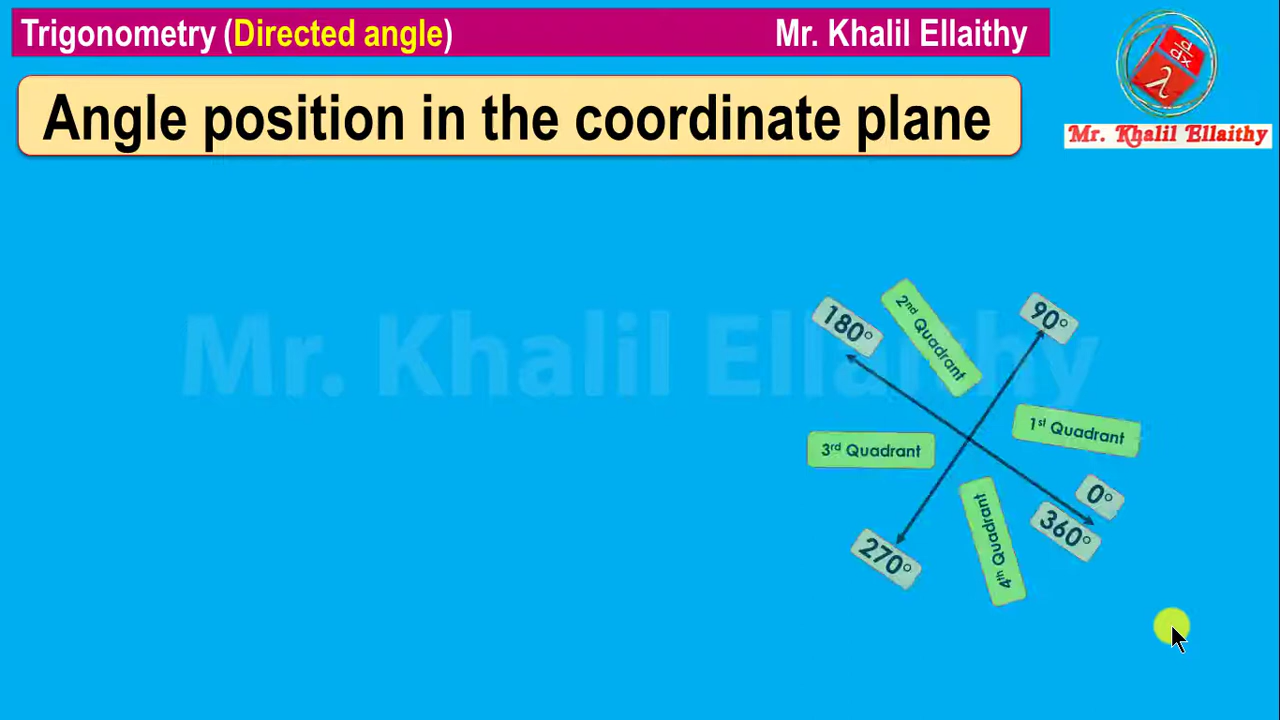 Trigonometry (Directed angle)
Mr. Khalil Ellaithy
d
dx
λ
Mr. Khalil Ellaithy
Angle position in the coordinate plane
Mr. Khalil Ellaithy
180°
2nd Quadrant
90°
1st Quadrant
3rd Quadrant
0°
360°
4th Quadrant
270°